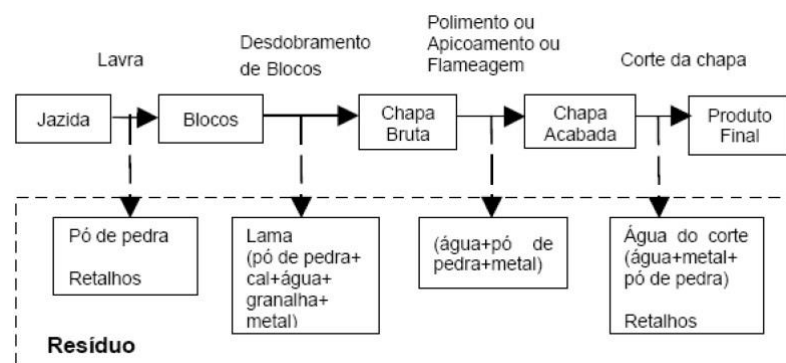 Lavra
Desdobramento
de Blocos
Polimento ou
Apicoamento ou
Flameagem
Corte da chapa
Jazida
Blocos
Chapa
Bruta
Chapa
Acabada
Produto
Final
Pó de pedra
Retalhos
Lama
(pó de pedra+
cal+água+
granalha+
metal)
(água+pó de
pedra+metal)
Água do corte
(água+metal+
pó de pedra)
Retalhos
Resíduo